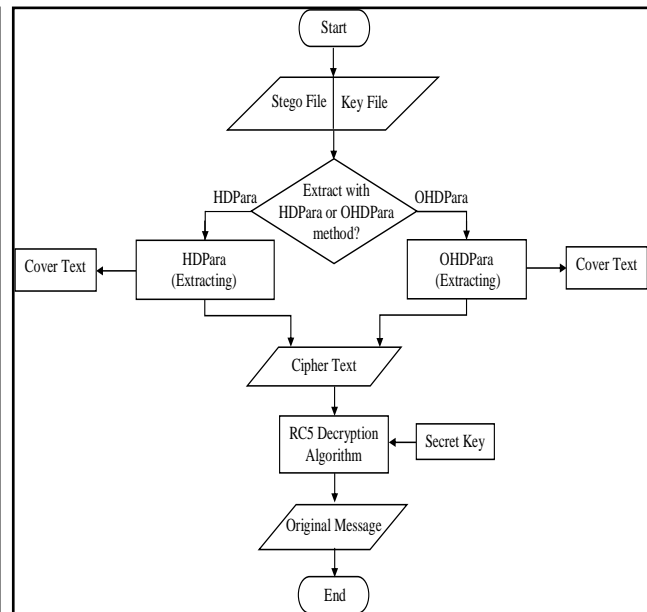 Start
Stego File
Key File
HDPara
Extract with
HDPara or OHDPara
method?
OHDPara
Cover Text
HDPara
(Extracting)
OHDPara
(Extracting)
Cover Text
Cipher Text
RC5 Decryption
Algorithm
Secret Key
Original Message
End